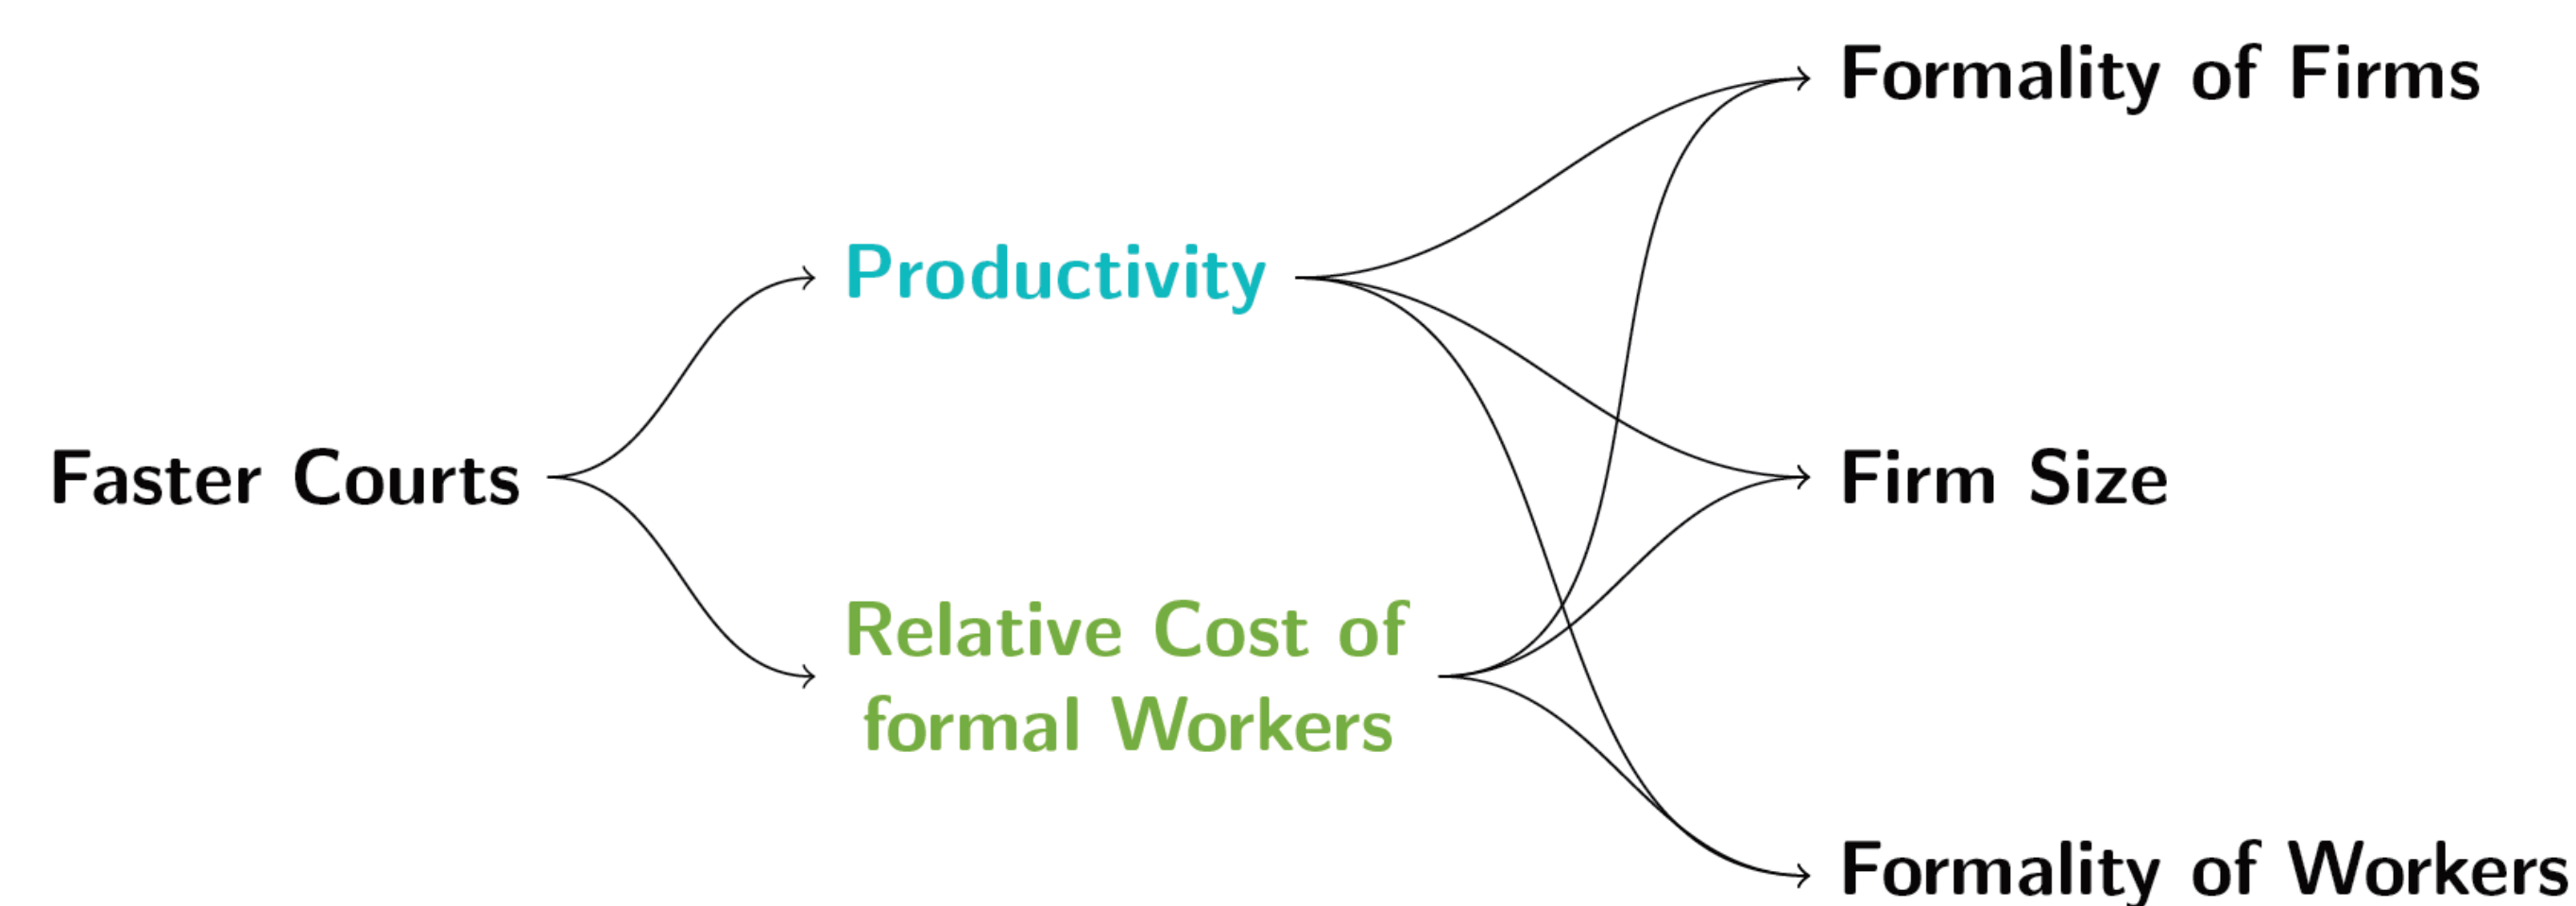 Formality of Firms
Productivity
Faster Courts
Firm Size
Relative Cost of
formal Workers
Formality of Workers